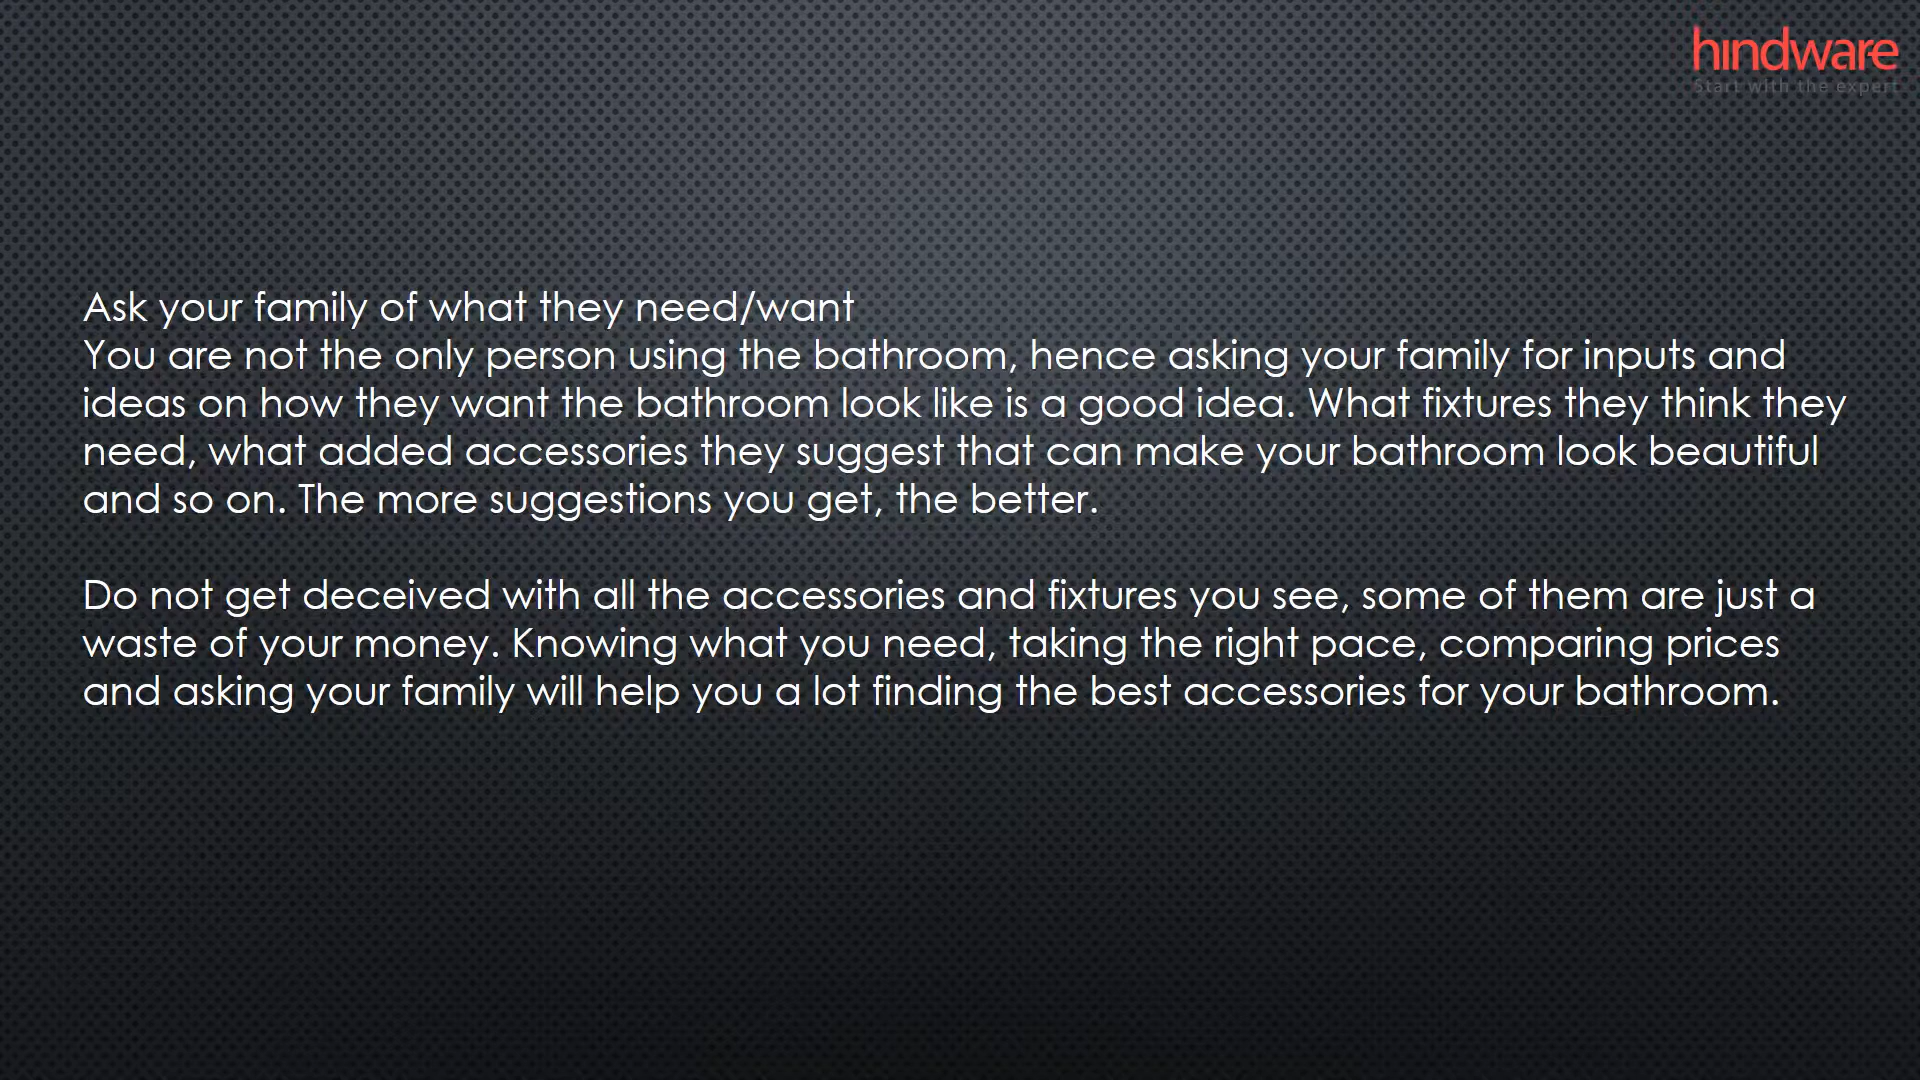 hindware
Start with the expert
Ask your family of what they need/want
You are not the only person using the bathroom, hence asking your family for inputs and
ideas on how they want the bathroom look like is a good idea. What fixtures they think they
need, what added accessories they suggest that can make your bathroom look beautiful
and so on. The more suggestions you get, the better.
Do not get deceived with all the accessories and fixtures you see, some of them are just a
waste of your money. Knowing what you need, taking the right pace, comparing prices
and asking your family will help you a lot finding the best accessories for your bathroom.